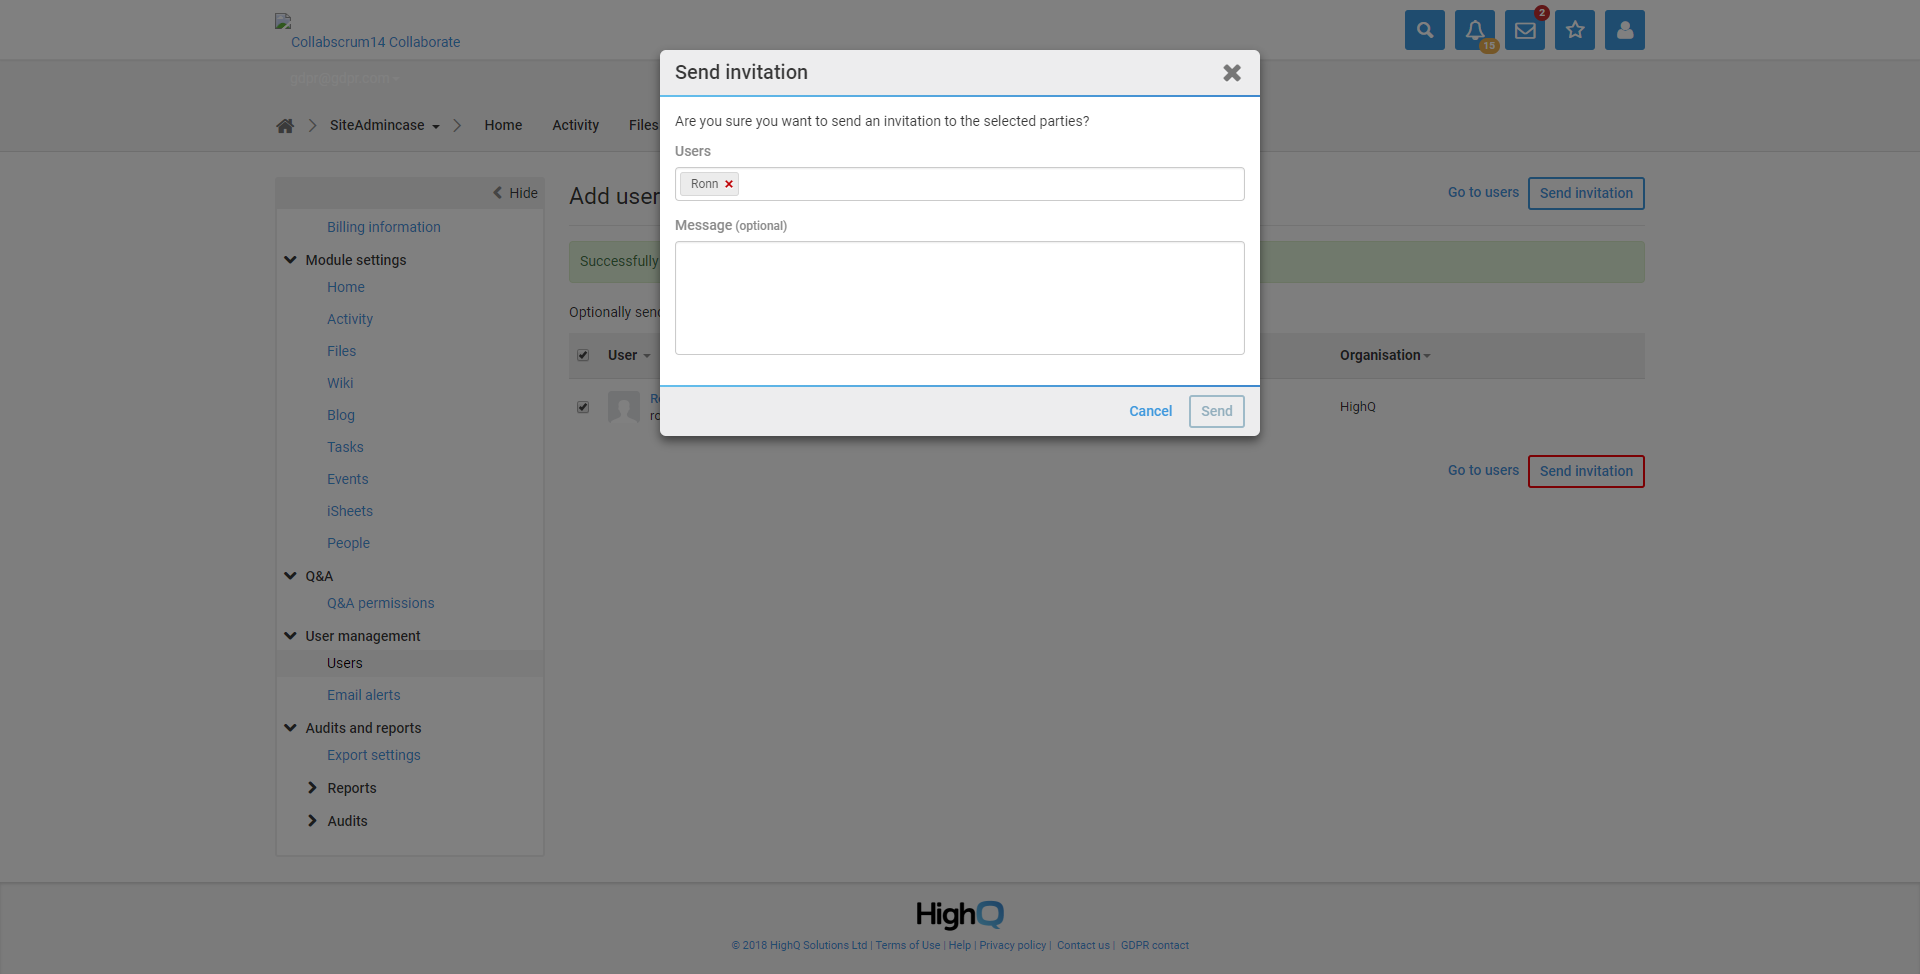 Collabscrum14 Collaborate
2
15
gdpr@gdpr.com
SiteAdmincase
Home
Activity
Files
Send invitation
Are you sure you want to send an invitation to the selected parties?
Users
Ronn
Message (optional)
Cancel
Send
Hide
Billing information
Module settings
Home
Activity
Files
Wiki
Blog
Tasks
Events
iSheets
People
Q&A
Q&A permissions
User management
Users
Email alerts
Audits and reports
Export settings
Reports
Audits
Add user
Go to users
Send invitation
Successfully
Optionally
User
Organisation
HighQ
Go to users
Send invitation
HighQ
© 2018 HighQ Solutions Ltd | Terms of Use | Help | Privacy policy | Contact us | GDPR contact